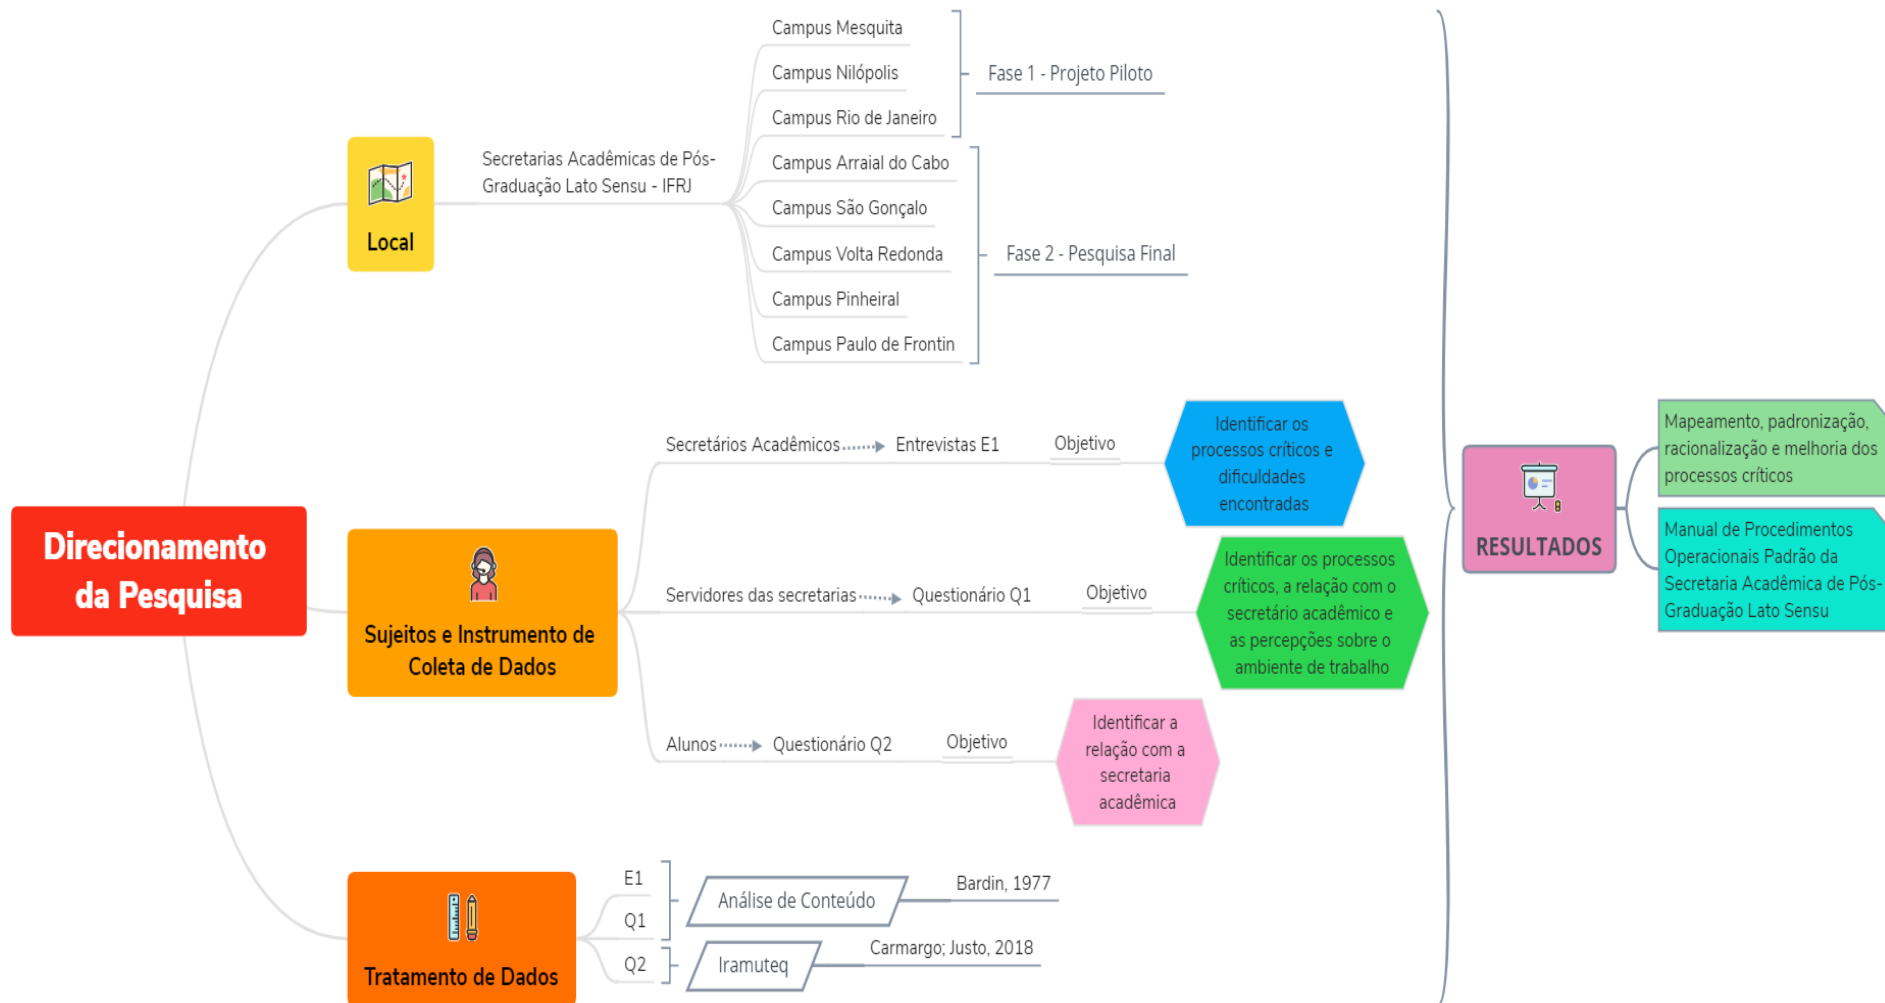 Direcionamento
da Pesquisa
Local
Secretarias Acadêmicas de Pós-
Graduação Lato Sensu - IFRJ
Campus Mesquita
Campus Nilópolis
Campus Rio de Janeiro
Fase 1 - Projeto Piloto
Campus Arraial do Cabo
Campus São Gonçalo
Campus Volta Redonda
Campus Pinheiral
Campus Paulo de Frontin
Fase 2 - Pesquisa Final
Sujeitos e Instrumento de
Coleta de Dados
Secretários Acadêmicos
Entrevistas E1
Objetivo
Identificar os
processos críticos e
dificuldades
encontradas
Servidores das secretarias
Questionário Q1
Objetivo
Identificar os processos
críticos, a relação com o
secretário acadêmico e
as percepções sobre o
ambiente de trabalho
Alunos
Questionário Q2
Objetivo
Identificar a
relação com a
secretaria
acadêmica
Tratamento de Dados
E1
Q1
Análise de Conteúdo
Bardin, 1977
Q2
Iramuteq
Carmargo; Justo, 2018
RESULTADOS
Mapeamento, padronização,
racionalização e melhoria dos
processos críticos
Manual de Procedimentos
Operacionais Padrão da
Secretaria Acadêmica de Pós-
Graduação Lato Sensu